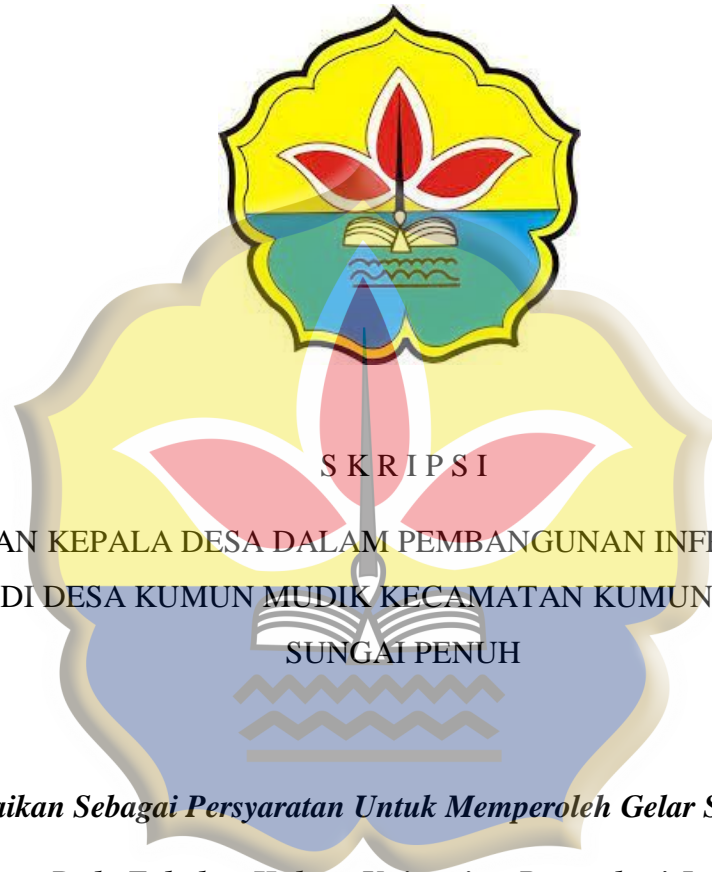 S K R I P S I
AN KEPALA DESA DALAM PEMBANGUNAN INF
DI DESA KUMUN MUDIK KECAMATAN KUMUN
SUNGAI PENUH
aikan Sebagai Persyaratan Untuk Memperoleh Gelar S